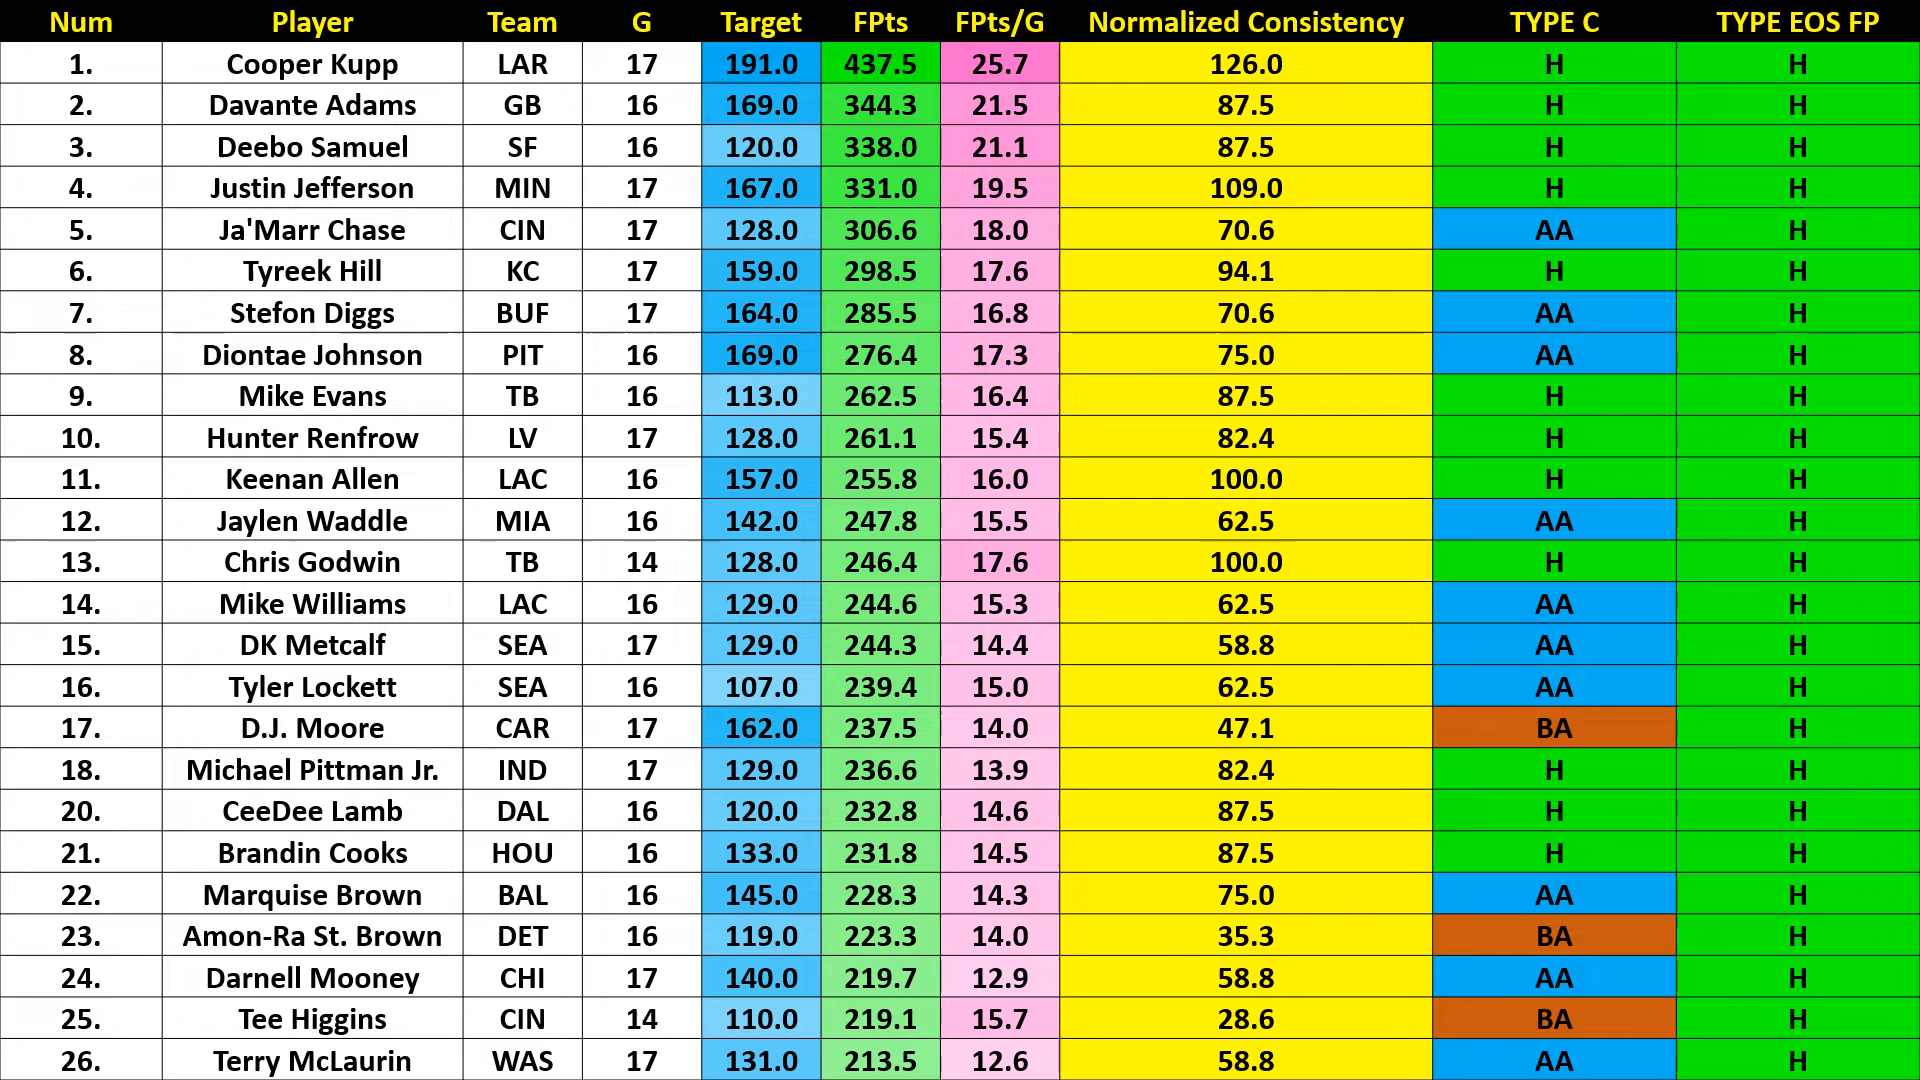 Num Player Team G Target FPts FPts/G Normalized Consistency TYPE C TYPE EOS FP
1. Cooper Kupp LAR 17 191.0 437.5 25.7 126.0 H H
2. Davante Adams GB 16 169.0 344.3 21.5 87.5 H H
3. Deebo Samuel SF 16 120.0 338.0 21.1 87.5 H H
4. Justin Jefferson MIN 17 167.0 331.0 19.5 109.0 H H
5. Ja'Marr Chase CIN 17 128.0 306.6 18.0 70.6 AA H
6. Tyreek Hill KC 17 159.0 298.5 17.6 94.1 H H
7. Stefon Diggs BUF 17 164.0 285.5 16.8 70.6 AA H
8. Diontae Johnson PIT 16 169.0 276.4 17.3 75.0 AA H
9. Mike Evans TB 16 113.0 262.5 16.4 87.5 H H
10. Hunter Renfrow LV 17 128.0 261.1 15.4 82.4 H H
11. Keenan Allen LAC 16 157.0 255.8 16.0 100.0 H H
12. Jaylen Waddle MIA 16 142.0 247.8 15.5 62.5 AA H
13. Chris Godwin TB 14 128.0 246.4 17.6 100.0 H H
14. Mike Williams LAC 16 129.0 244.6 15.3 62.5 AA H
15. DK Metcalf SEA 17 129.0 244.3 14.4 58.8 AA H
16. Tyler Lockett SEA 16 107.0 239.4 15.0 62.5 AA H
17. D.J. Moore CAR 17 162.0 237.5 14.0 47.1 BA H
18. Michael Pittman Jr. IND 17 129.0 236.6 13.9 82.4 H H
20. CeeDee Lamb DAL 16 120.0 232.8 14.6 87.5 H H
21. Brandin Cooks HOU 16 133.0 231.8 14.5 87.5 H H
22. Marquise Brown BAL 16 145.0 228.3 14.3 75.0 AA H
23. Amon-Ra St. Brown DET 16 119.0 223.3 14.0 35.3 BA H
24. Darnell Mooney CHI 17 140.0 219.7 12.9 58.8 AA H
25. Tee Higgins CIN 14 110.0 219.1 15.7 28.6 BA H
26. Terry McLaurin WAS 17 131.0 213.5 12.6 58.8 AA H